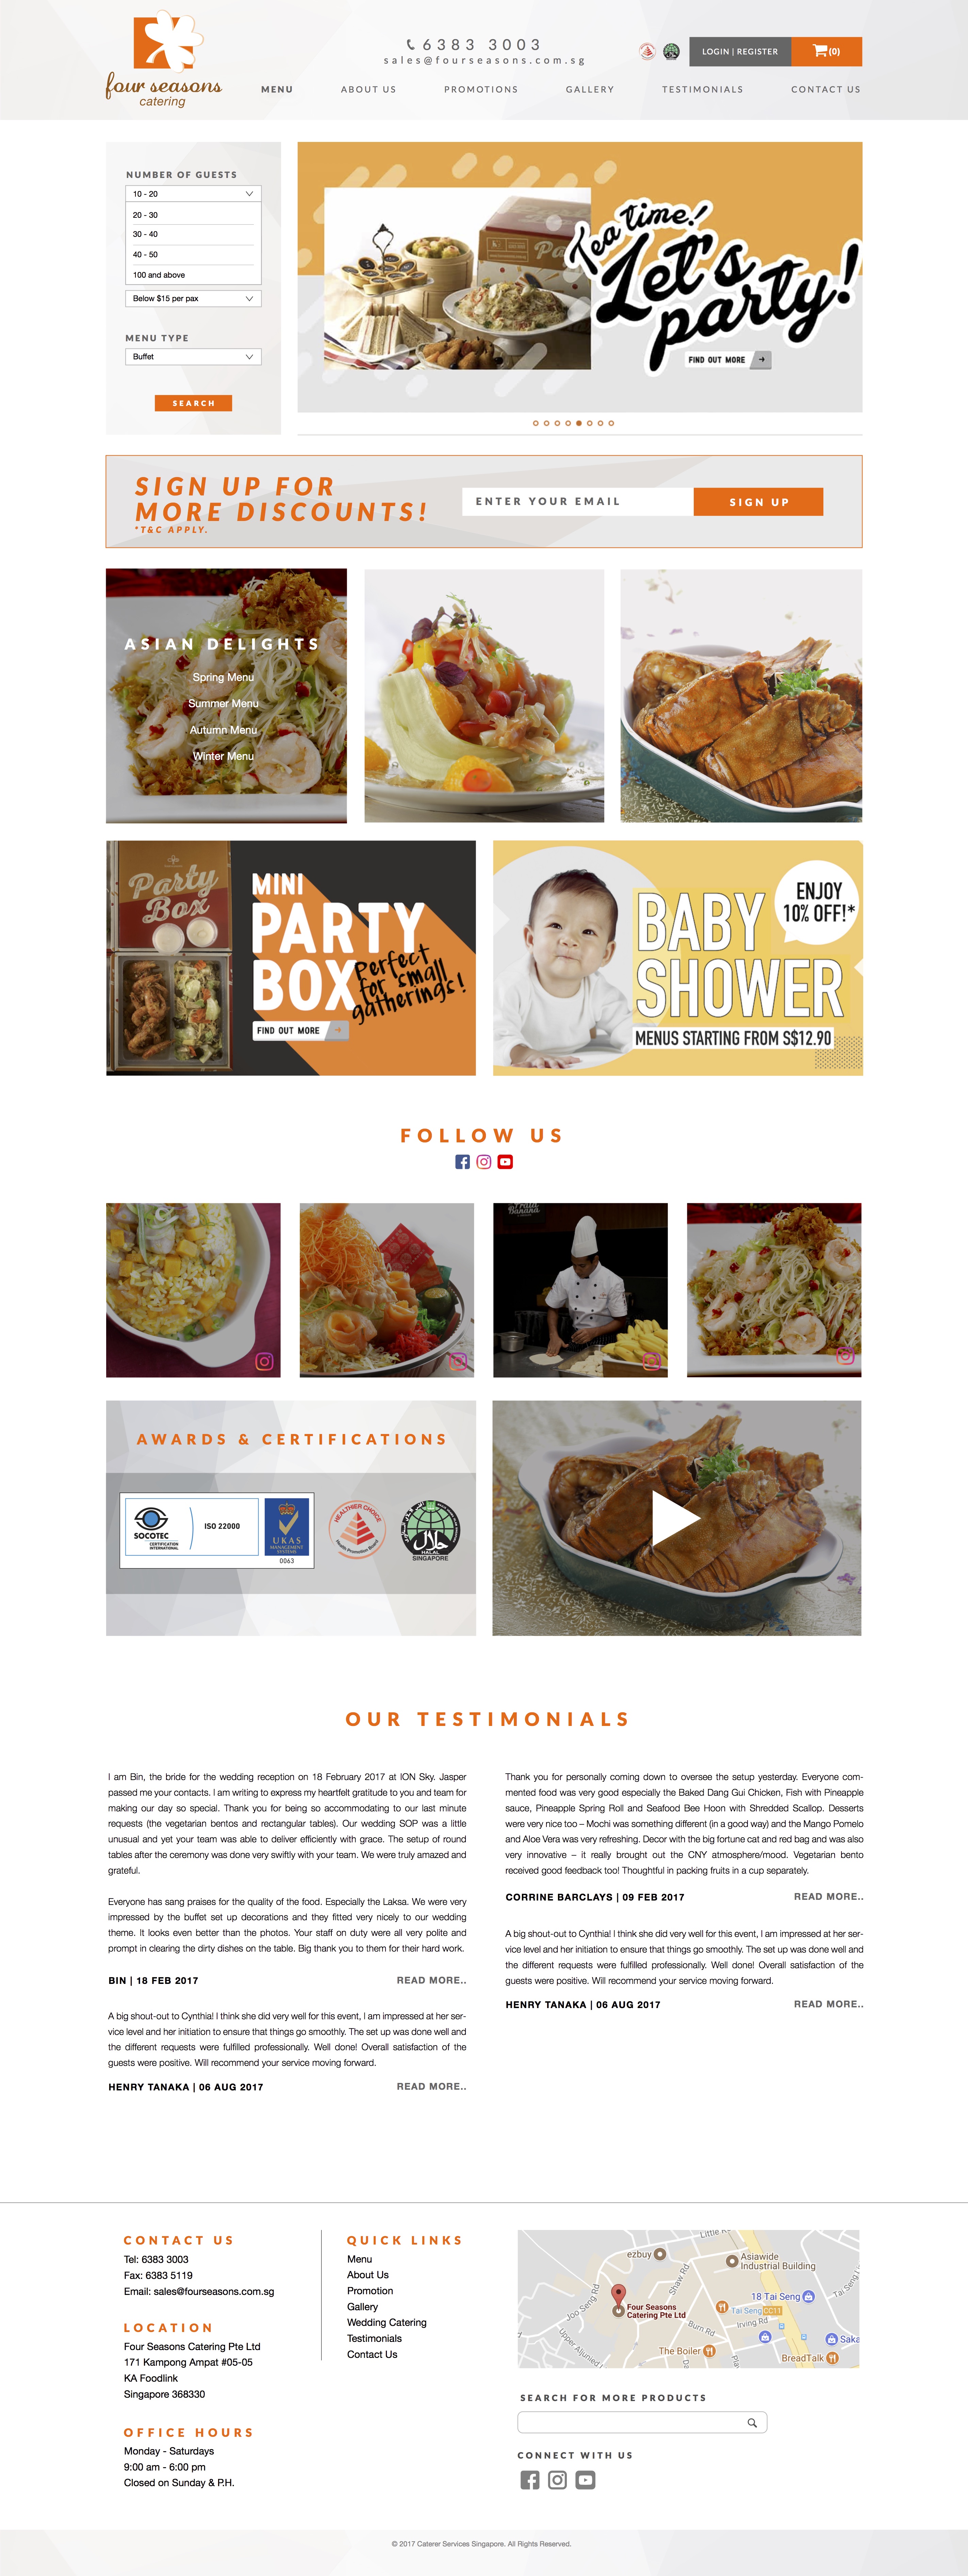 four seasons
catering
6383 3003
sales@fourseasons.com.sg
LOGIN | REGISTER
(0)
MENU
ABOUT US
PROMOTIONS
GALLERY
TESTIMONIALS
CONTACT US
NUMBER OF GUESTS
10 - 20
20 - 30
30 - 40
40 - 50
100 and above
Below $15 per pax
MENU TYPE
Buffet
SEARCH
Tea time!
Let's
party!
FIND OUT MORE
SIGN UP FOR
MORE DISCOUNTS!
*T&C APPLY.
ENTER YOUR EMAIL
SIGN UP
ASIAN DELIGHTS
Spring Menu
Summer Menu
Autumn Menu
Winter Menu
Party
Box
MINI
PARTY
BOX
Perfect
for small
gatherings!
FIND OUT MORE
BABY
SHOWER
ENJOY
10% OFF!*
MENUS STARTING FROM S$12.90
FOLLOW US
AWARDS & CERTIFICATIONS
SOCOTEC
CERTIFICATION
INTERNATIONAL
ISO 22000
UKAS
MANAGEMENT
SYSTEMS
0063
HEALTHIER CHOICE
Health Promotion Board
حلال
HALAL
SINGAPORE
OUR TESTIMONIALS
I am Bin, the bride for the wedding reception on 18 February 2017 at ION Sky. Jasper
passed me your contacts. I am writing to express my heartfelt gratitude to you and team for
making our day so special. Thank you for being so accommodating to our last minute
requests (the vegetarian bentos and rectangular tables). Our wedding SOP was a little
unusual and yet your team was able to deliver efficiently with grace. The setup of round
tables after the ceremony was done very swiftly with your team. We were truly amazed and
grateful.
Everyone has sang praises for the quality of the food. Especially the Laksa. We were very
impressed by the buffet set up decorations and they fitted very nicely to our wedding
theme. It looks even better than the photos. Your staff on duty were all very polite and
prompt in clearing the dirty dishes on the table. Big thank you to them for their hard work.
BIN | 18 FEB 2017
READ MORE..
A big shout-out to Cynthia! I think she did very well for this event, I am impressed at her ser-
vice level and her initiation to ensure that things go smoothly. The set up was done well and
the different requests were fulfilled professionally. Well done! Overall satisfaction of the
guests were positive. Will recommend your service moving forward.
HENRY TANAKA | 06 AUG 2017
READ MORE..
Thank you for personally coming down to oversee the setup yesterday. Everyone com-
mented food was very good especially the Baked Dang Gui Chicken, Fish with Pineapple
sauce, Pineapple Spring Roll and Seafood Bee Hoon with Shredded Scallop. Desserts
were very nice too – Mochi was something different (in a good way) and the Mango Pomelo
and Aloe Vera was very refreshing. Decor with the big fortune cat and red bag and was also
very innovative – it really brought out the CNY atmosphere/mood. Vegetarian bento
received good feedback too! Thoughtful in packing fruits in a cup separately.
CORRINE BARCLAYS | 09 FEB 2017
READ MORE..
A big shout-out to Cynthia! I think she did very well for this event, I am impressed at her ser-
vice level and her initiation to ensure that things go smoothly. The set up was done well and
the different requests were fulfilled professionally. Well done! Overall satisfaction of the
guests were positive. Will recommend your service moving forward.
HENRY TANAKA | 06 AUG 2017
READ MORE..
CONTACT US
Tel: 6383 3003
Fax: 6383 5119
Email: sales@fourseasons.com.sg
LOCATION
Four Seasons Catering Pte Ltd
171 Kampong Ampat #05-05
KA Foodlink
Singapore 368330
OFFICE HOURS
Monday - Saturdays
9:00 am - 6:00 pm
Closed on Sunday & P.H.
QUICK LINKS
Menu
About Us
Promotion
Gallery
Wedding Catering
Testimonials
Contact Us
ezbuy
Asiawide
Industrial Building
Joo Seng Rd
Shaw Rd
18 Tai Seng
Four Seasons
Catering Pte Ltd
Tai Seng CC11
Irving Rd
Burn Rd
The Boiler
BreadTalk
SEARCH FOR MORE PRODUCTS
CONNECT WITH US
© 2017 Caterer Services Singapore. All Rights Reserved.